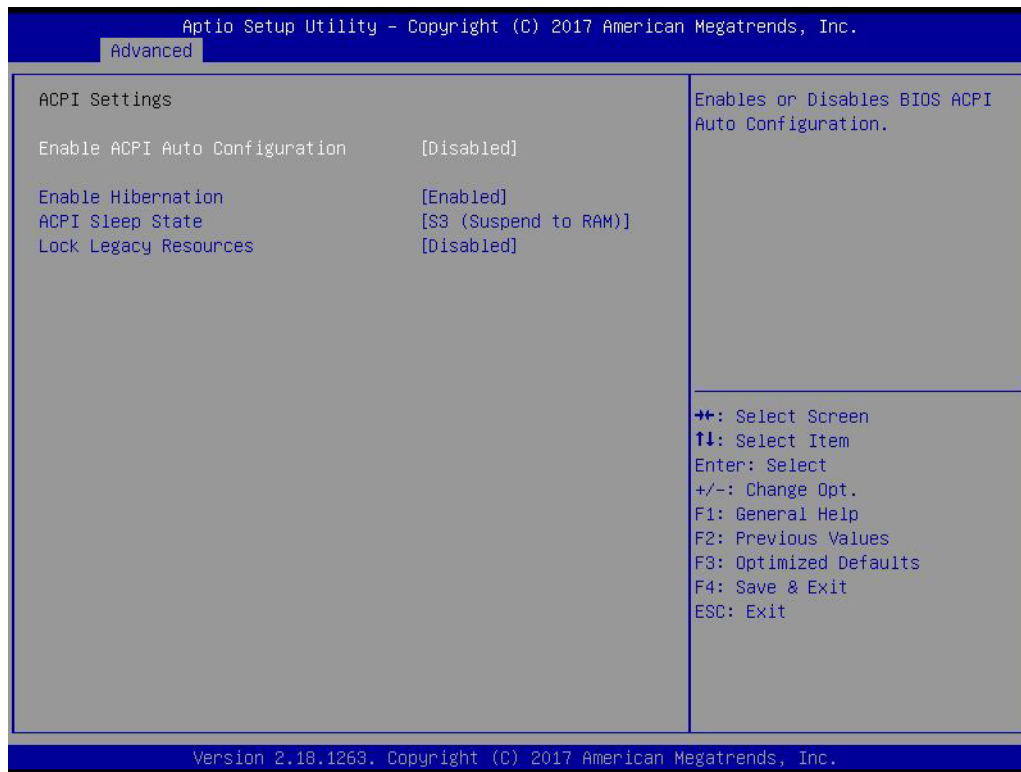 Aptio Setup Utility – Copyright (C) 2017 American Megatrends, Inc.
Advanced
ACPI Settings
Enable ACPI Auto Configuration [Disabled]
Enable Hibernation [Enabled]
ACPI Sleep State [S3 (Suspend to RAM)]
Lock Legacy Resources [Disabled]
Enables or Disables BIOS ACPI
Auto Configuration.
→←: Select Screen
↑↓: Select Item
Enter: Select
+/-: Change Opt.
F1: General Help
F2: Previous Values
F3: Optimized Defaults
F4: Save & Exit
ESC: Exit
Version 2.18.1263. Copyright (C) 2017 American Megatrends, Inc.